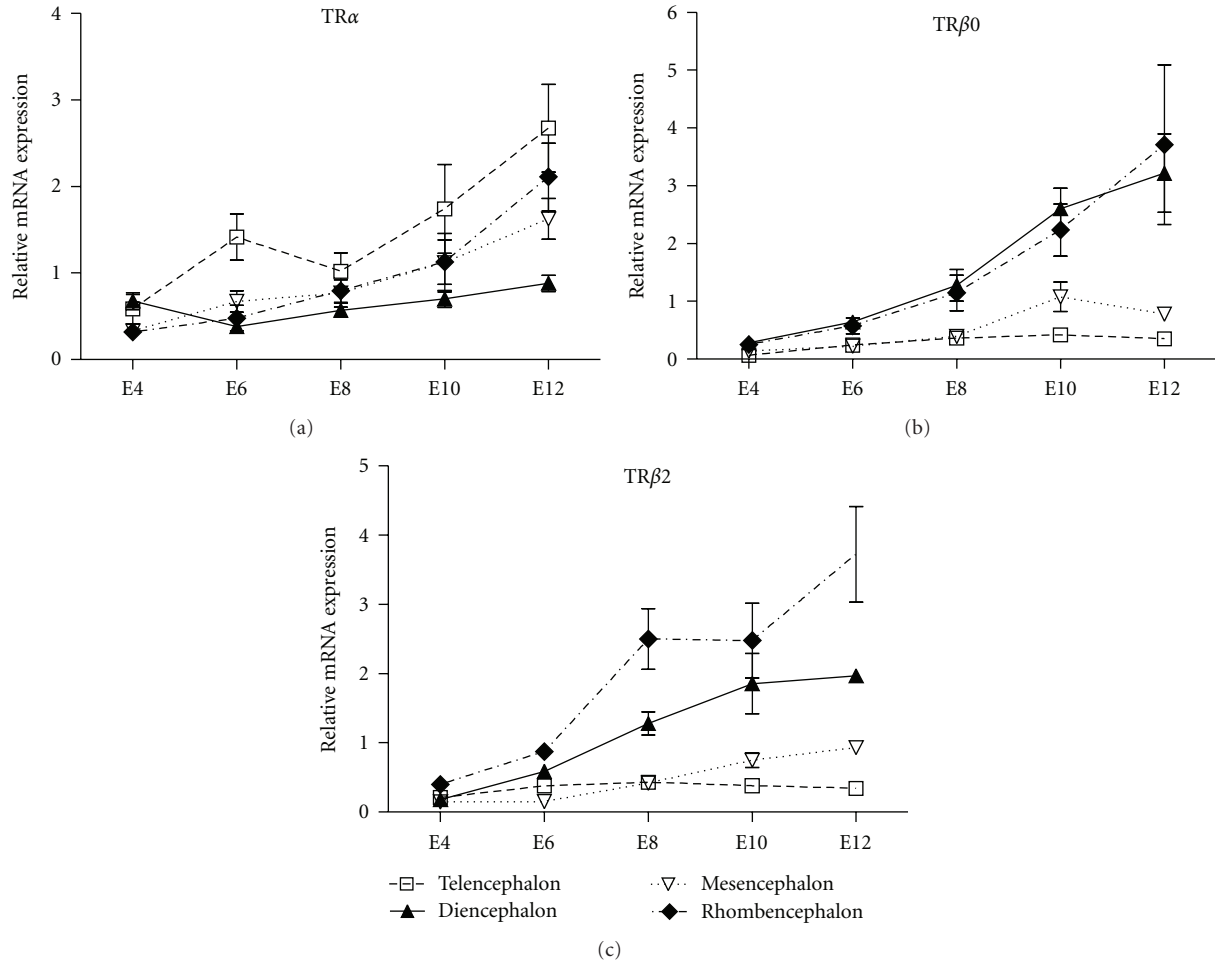 TRα
Relative mRNA expression
4
3
2
1
0
E4 E6 E8 E10 E12
(a)
TRβ0
Relative mRNA expression
6
5
4
3
2
1
0
E4 E6 E8 E10 E12
(b)
TRβ2
Relative mRNA expression
5
4
3
2
1
0
E4 E6 E8 E10 E12
Telencephalon
Diencephalon
Mesencephalon
Rhombencephalon
(c)